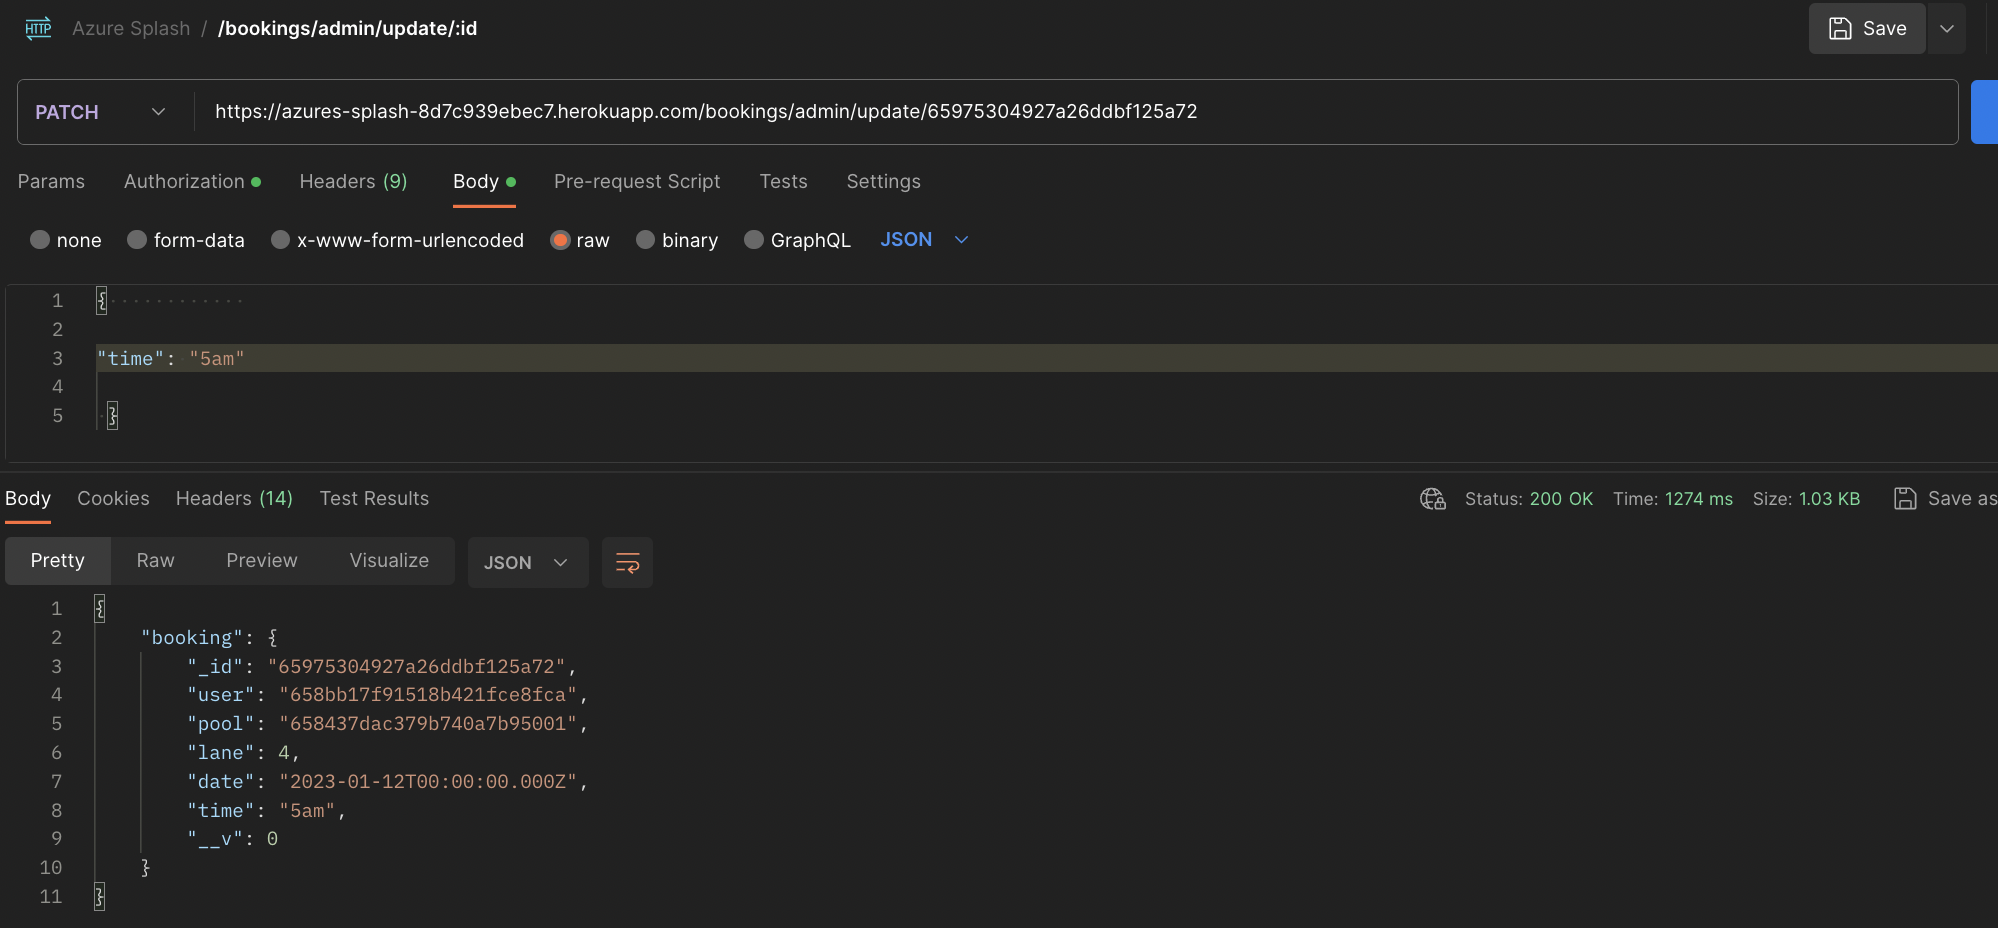 HTTP Azure Splash / /bookings/admin/update/:id Save
PATCH https://azures-splash-8d7c939ebec7.herokuapp.com/bookings/admin/update/65975304927a26ddbf125a72
Params Authorization Headers (9) Body Pre-request Script Tests Settings
none form-data x-www-form-urlencoded raw binary GraphQL JSON
1 {
2
3 "time": "5am"
4
5 }
Body Cookies Headers (14) Test Results Status: 200 OK Time: 1274 ms Size: 1.03 KB Save as
Pretty Raw Preview Visualize JSON
1 {
2 "booking": {
3 "_id": "65975304927a26ddbf125a72",
4 "user": "658bb17f91518b421fce8fca",
5 "pool": "658437dac379b740a7b95001",
6 "lane": 4,
7 "date": "2023-01-12T00:00:00.000Z",
8 "time": "5am",
9 "__v": 0
10 }
11 }